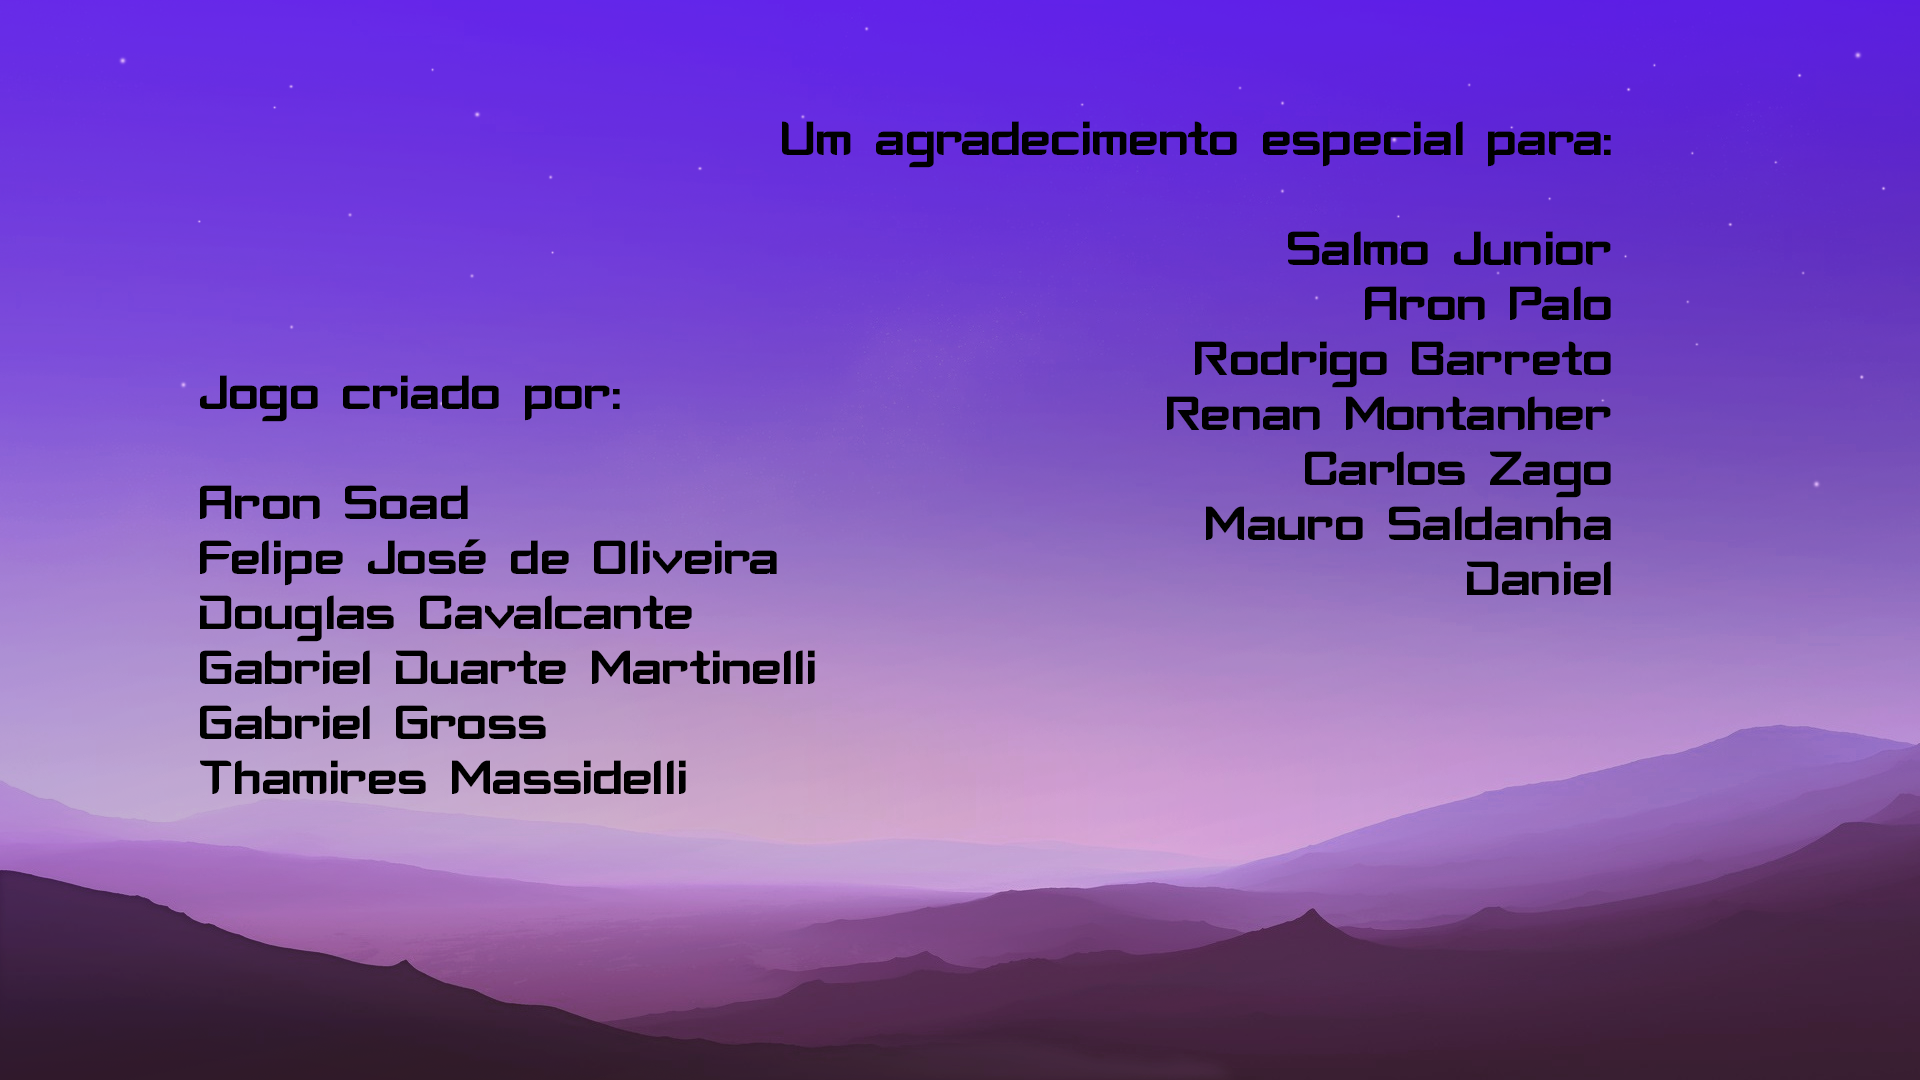 Um agradecimento especial para:
Salmo Junior
Aron Palo
Rodrigo Barreto
Renan Montanher
Carlos Zago
Mauro Saldanha
Daniel
Jogo criado por:
Aron Soad
Felipe José de Oliveira
Douglas Cavalcante
Gabriel Duarte Martinelli
Gabriel Gross
Thamires Massidelli